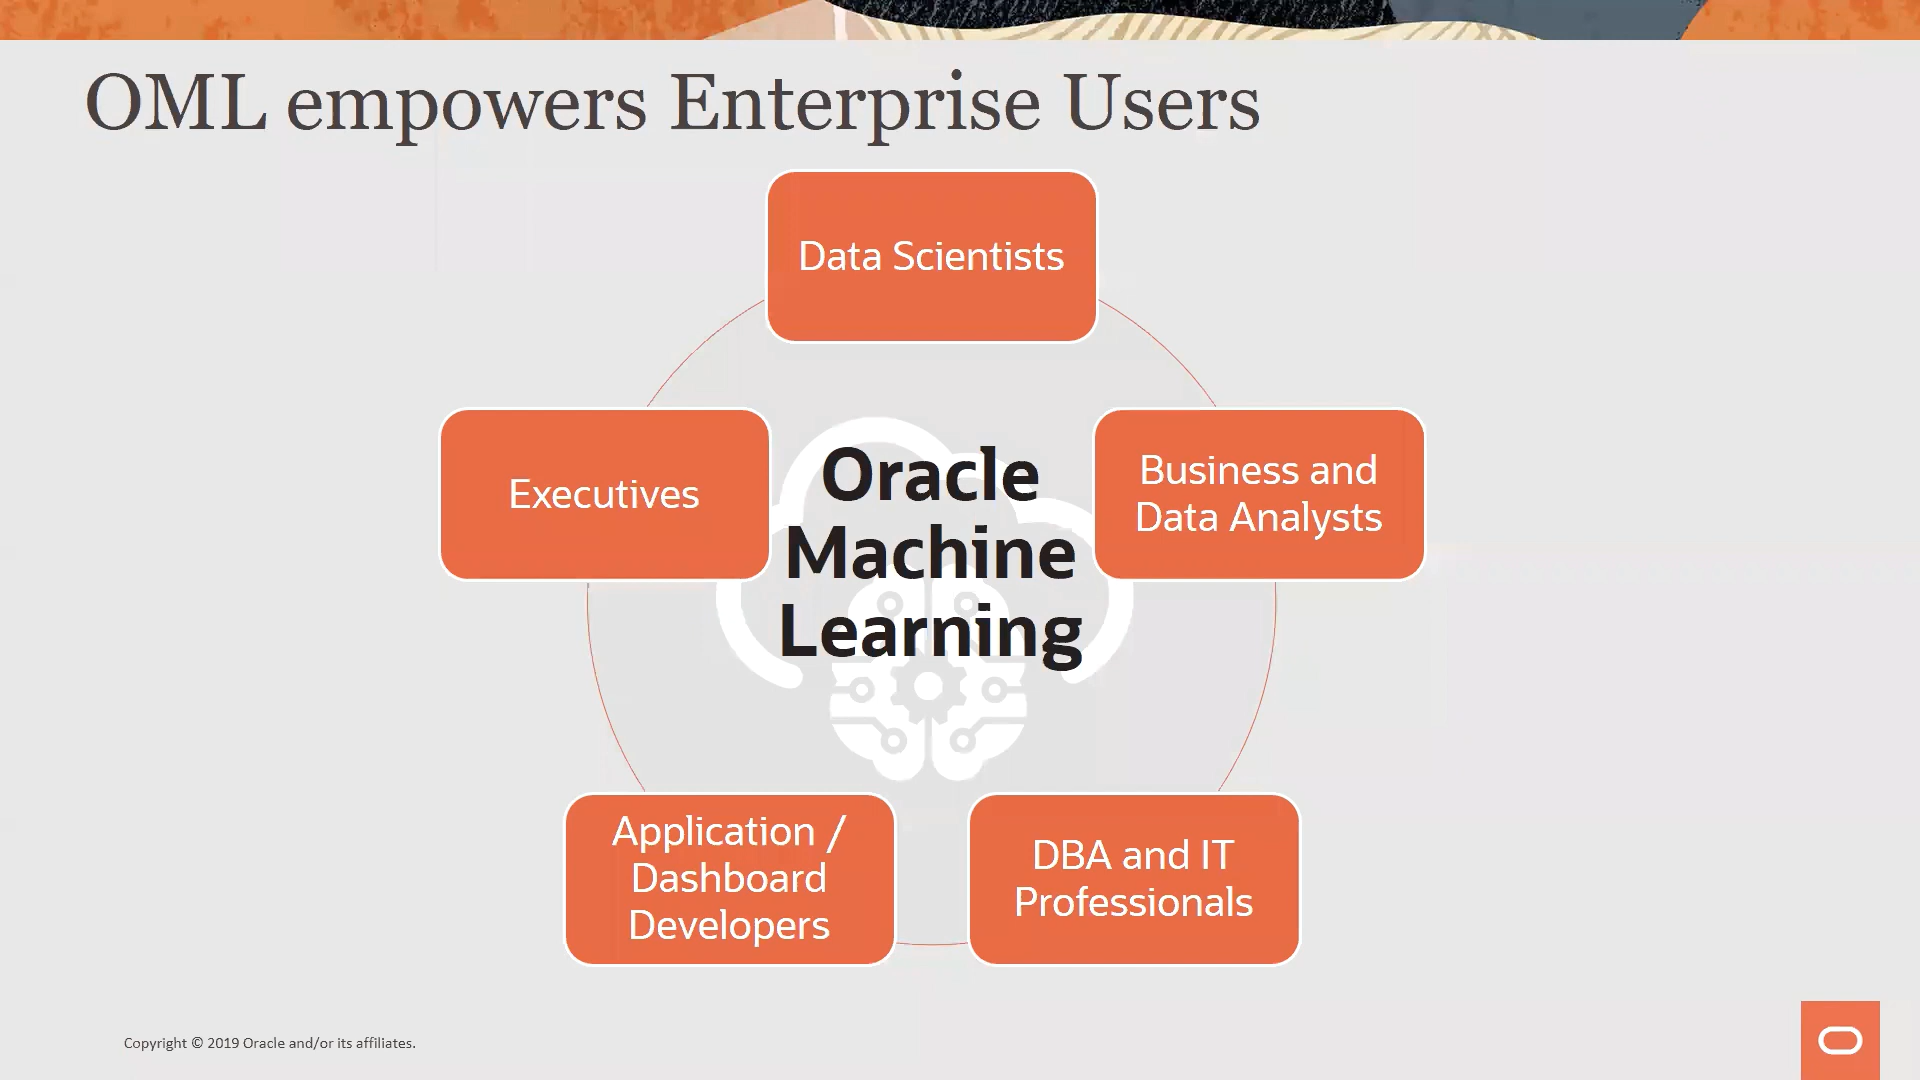 OML empowers Enterprise Users
Data Scientists
Executives
Oracle
Machine
Learning
Business and
Data Analysts
Application /
Dashboard
Developers
DBA and IT
Professionals
Copyright © 2019 Oracle and/or its affiliates.